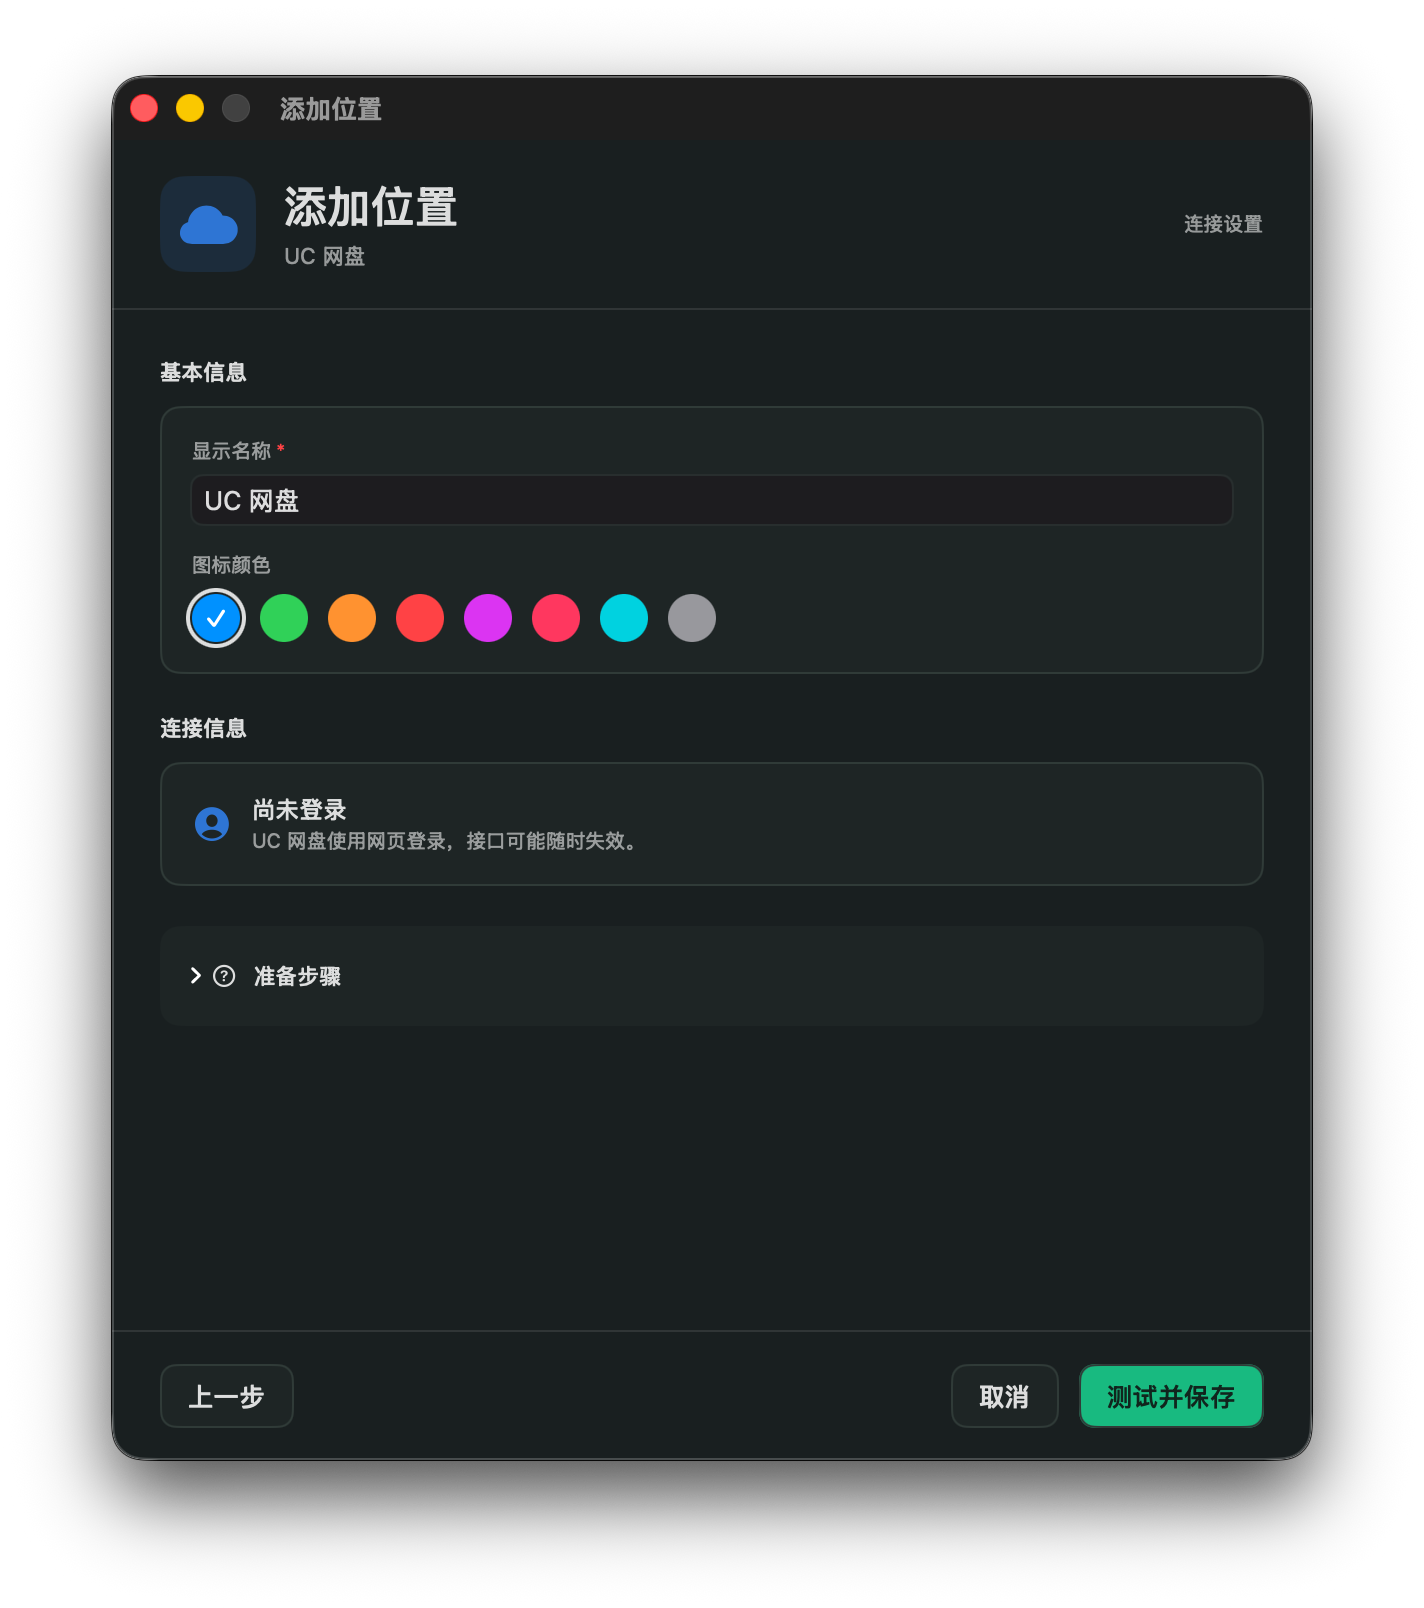 添加位置
添加位置
UC 网盘
连接设置
基本信息
显示名称 *
UC 网盘
图标颜色
连接信息
尚未登录
UC 网盘使用网页登录，接口可能随时失效。
准备步骤
上一步
取消
测试并保存